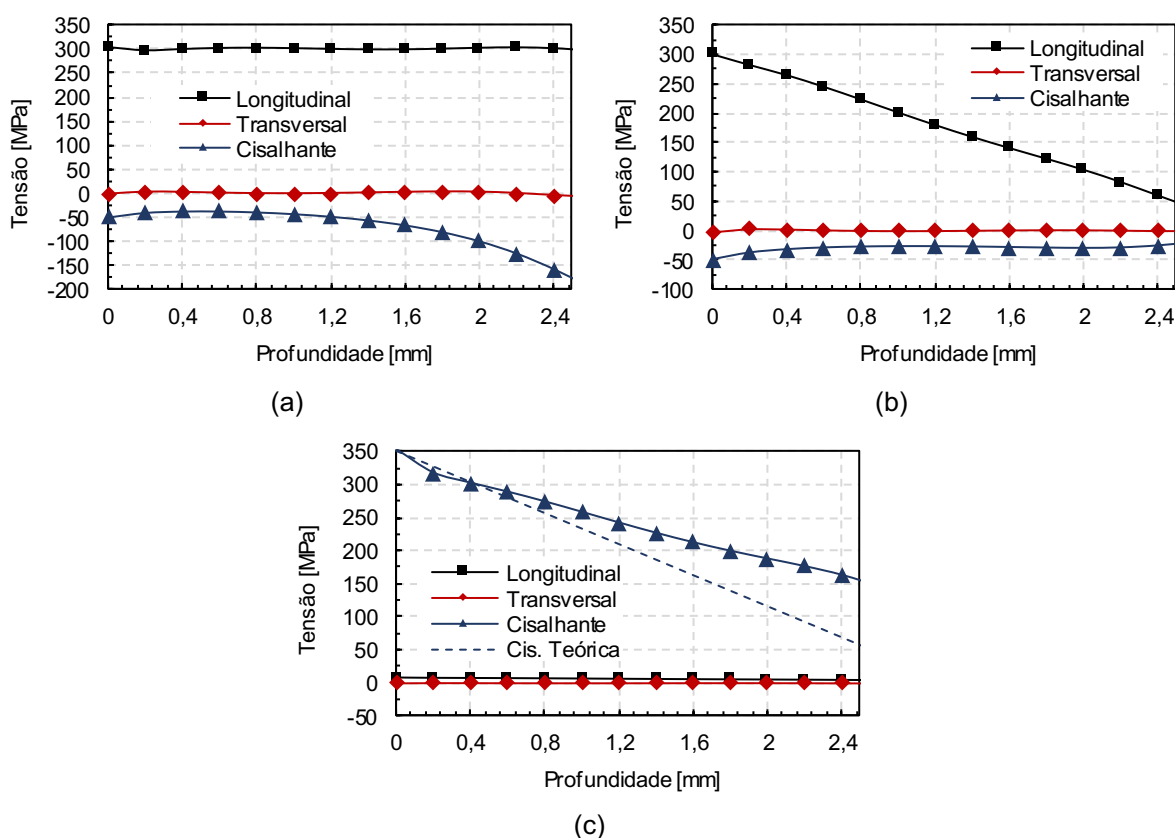 350
300
250
200
150
100
50
0
-50
-100
-150
-200
Tensão [MPa]
Longitudinal
Transversal
Cisalhante
0 0,4 0,8 1,2 1,6 2 2,4
Profundidade [mm]
(a)
350
300
250
200
150
100
50
0
-50
-100
Tensão [MPa]
Longitudinal
Transversal
Cisalhante
0 0,4 0,8 1,2 1,6 2 2,4
Profundidade [mm]
(b)
350
300
250
200
150
100
50
0
-50
Tensão [MPa]
Longitudinal
Transversal
Cisalhante
Cis. Teórica
0 0,4 0,8 1,2 1,6 2 2,4
Profundidade [mm]
(c)